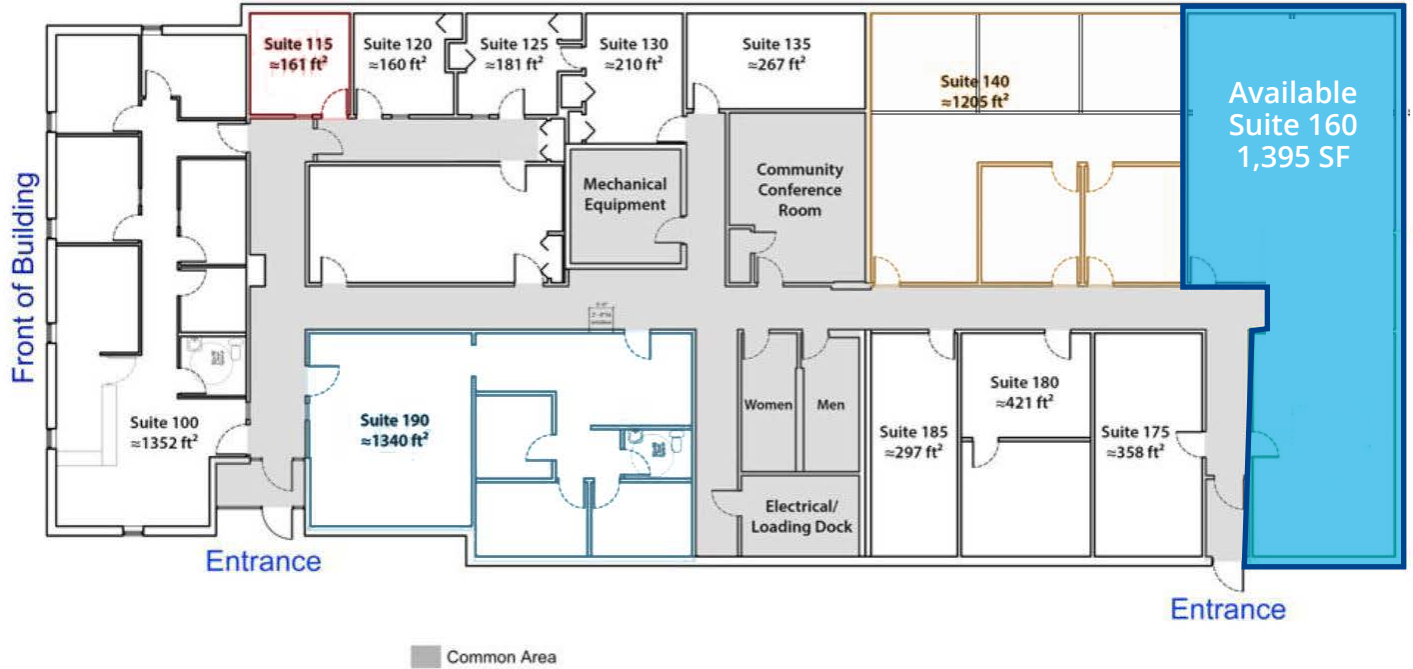 Suite 115
≈161 ft²
Suite 120
≈160 ft²
Suite 125
≈181 ft²
Suite 130
≈210 ft²
Suite 135
≈267 ft²
Suite 140
≈1205 ft²
Available
Suite 160
1,395 SF
Mechanical
Equipment
Community
Conference
Room
Front of Building
Suite 100
≈1352 ft²
Suite 190
≈1340 ft²
Women
Men
Suite 185
≈297 ft²
Suite 180
≈421 ft²
Suite 175
≈358 ft²
Electrical/
Loading Dock
Entrance
Entrance
Common Area